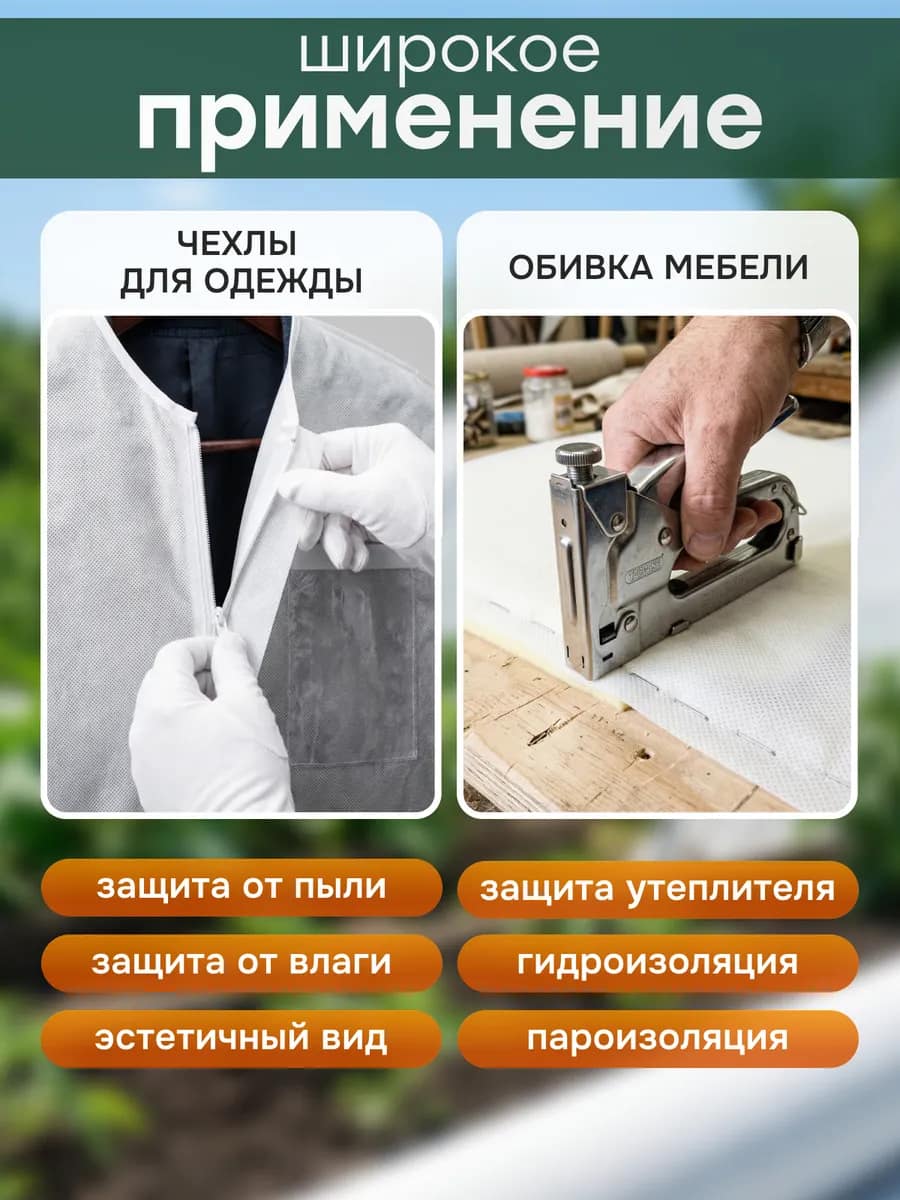 широкое
применение
ЧЕХЛЫ
ДЛЯ ОДЕЖДЫ
ОБИВКА МЕБЕЛИ
защита от пыли
защита утеплителя
защита от влаги
гидроизоляция
эстетичный вид
пароизоляция